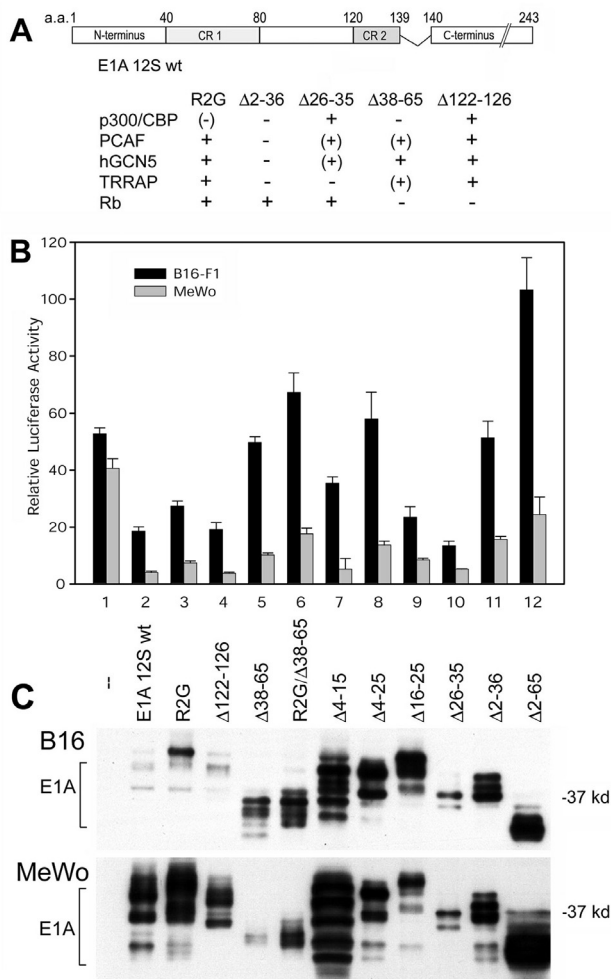 A
a.a.1 40 80 120 139 140 243
N-terminus CR 1 CR 2 C-terminus
E1A 12S wt
R2G Δ2-36 Δ26-35 Δ38-65 Δ122-126
p300/CBP (-) - + - +
PCAF + - (+) (+) +
hGCN5 + - (+) + +
TRRAP + - - (+) +
Rb + + + - -
B
120
100
80
60
40
20
0
Relative Luciferase Activity
B16-F1
MeWo
1 2 3 4 5 6 7 8 9 10 11 12
-- E1A 12S wt R2G Δ122-126 Δ38-65 R2G/Δ38-65 Δ4-15 Δ4-25 Δ16-25 Δ26-35 Δ2-36 Δ2-65
C
B16
E1A
-37 kd
MeWo
E1A
-37 kd